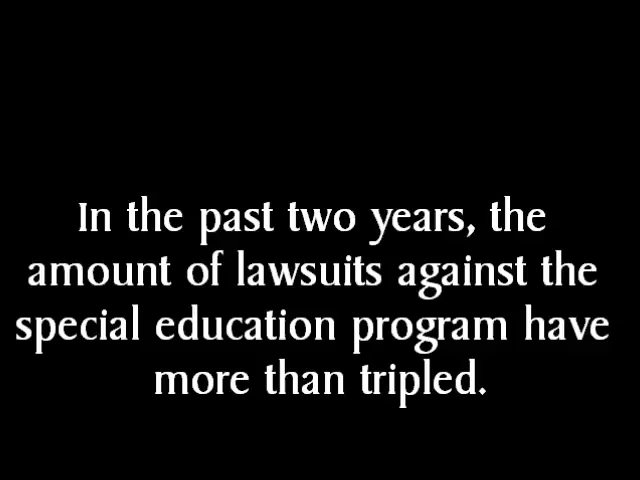 In the past two years, the
amount of lawsuits against the
special education program have
more than tripled.